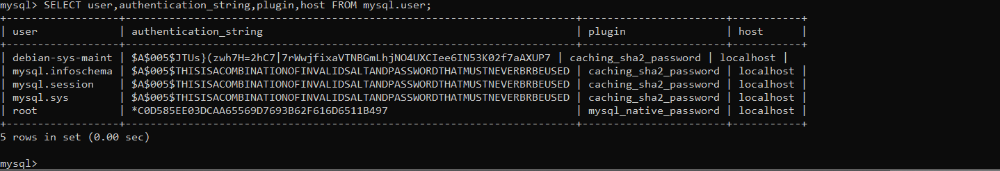 mysql> SELECT user,authentication_string,plugin,host FROM mysql.user;
+------------------+------------------------------------------------------------------------+-----------------------+-----------+
| user             | authentication_string                                                  | plugin                | host      |
+------------------+------------------------------------------------------------------------+-----------------------+-----------+
| debian-sys-maint | $A$005$JTUs}(zwh7H=2hC7|7rWwjfixaVTNBGmLhjNO4UXCIee6IN53K02f7aAXUP7 | caching_sha2_password | localhost |
| mysql.infoschema | $A$005$THISISACOMBINATIONOFINVALIDSALTANDPASSWORDTHATMUSTNEVERBRBEUSED | caching_sha2_password | localhost |
| mysql.session    | $A$005$THISISACOMBINATIONOFINVALIDSALTANDPASSWORDTHATMUSTNEVERBRBEUSED | caching_sha2_password | localhost |
| mysql.sys        | $A$005$THISISACOMBINATIONOFINVALIDSALTANDPASSWORDTHATMUSTNEVERBRBEUSED | caching_sha2_password | localhost |
| root             | *C0D585EE03DCAA65569D7693B62F616D6511B497                              | mysql_native_password | localhost |
+------------------+------------------------------------------------------------------------+-----------------------+-----------+
5 rows in set (0.00 sec)
mysql>